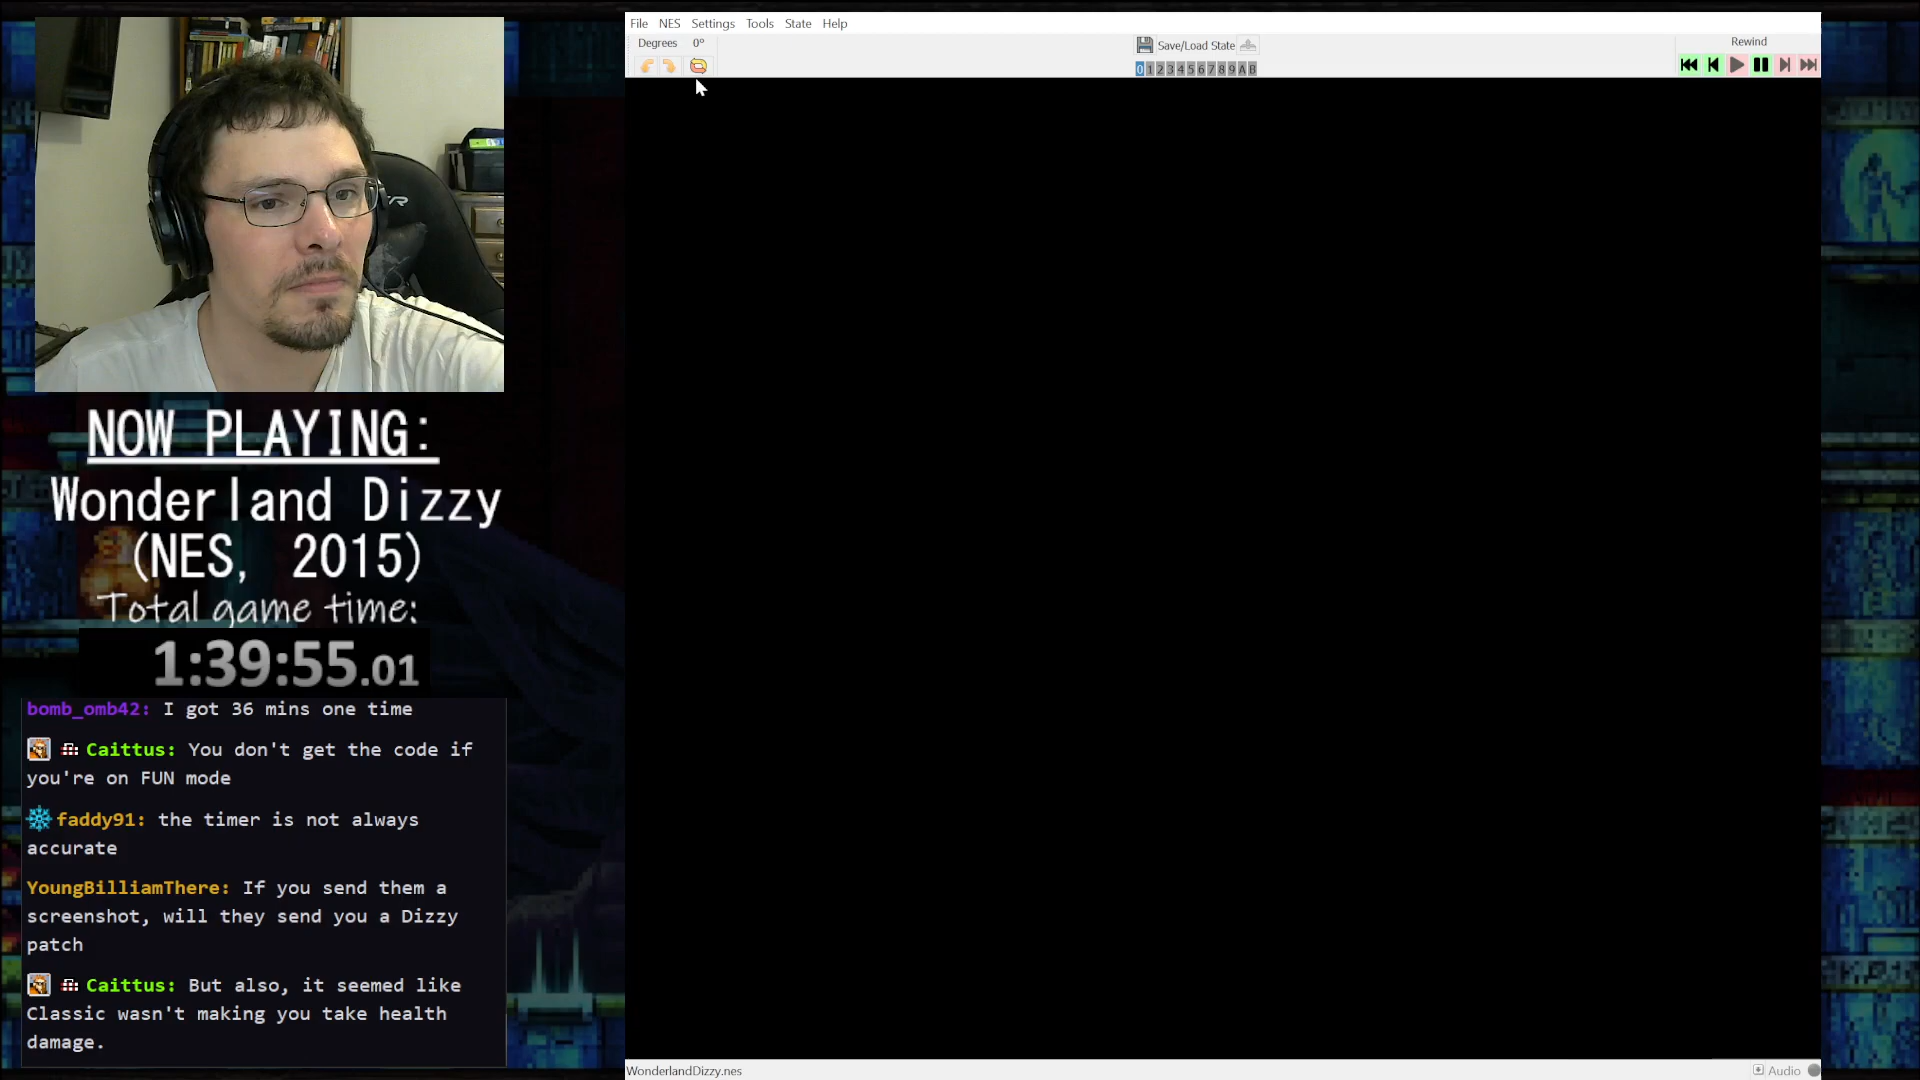 File NES Settings Tools State Help
Degrees 0°
Save/Load State
0 1 2 3 4 5 6 7 8 9 A B
Rewind
NOW PLAYING:
Wonderland Dizzy
(NES, 2015)
Total game time:
1:39:55.01
bomb_omb42: I got 36 mins one time
Caittus: You don't get the code if
you're on FUN mode
faddy91: the timer is not always
accurate
YoungBilliamThere: If you send them a
screenshot, will they send you a Dizzy
patch
Caittus: But also, it seemed like
Classic wasn't making you take health
damage.
WonderlandDizzy.nes
Audio